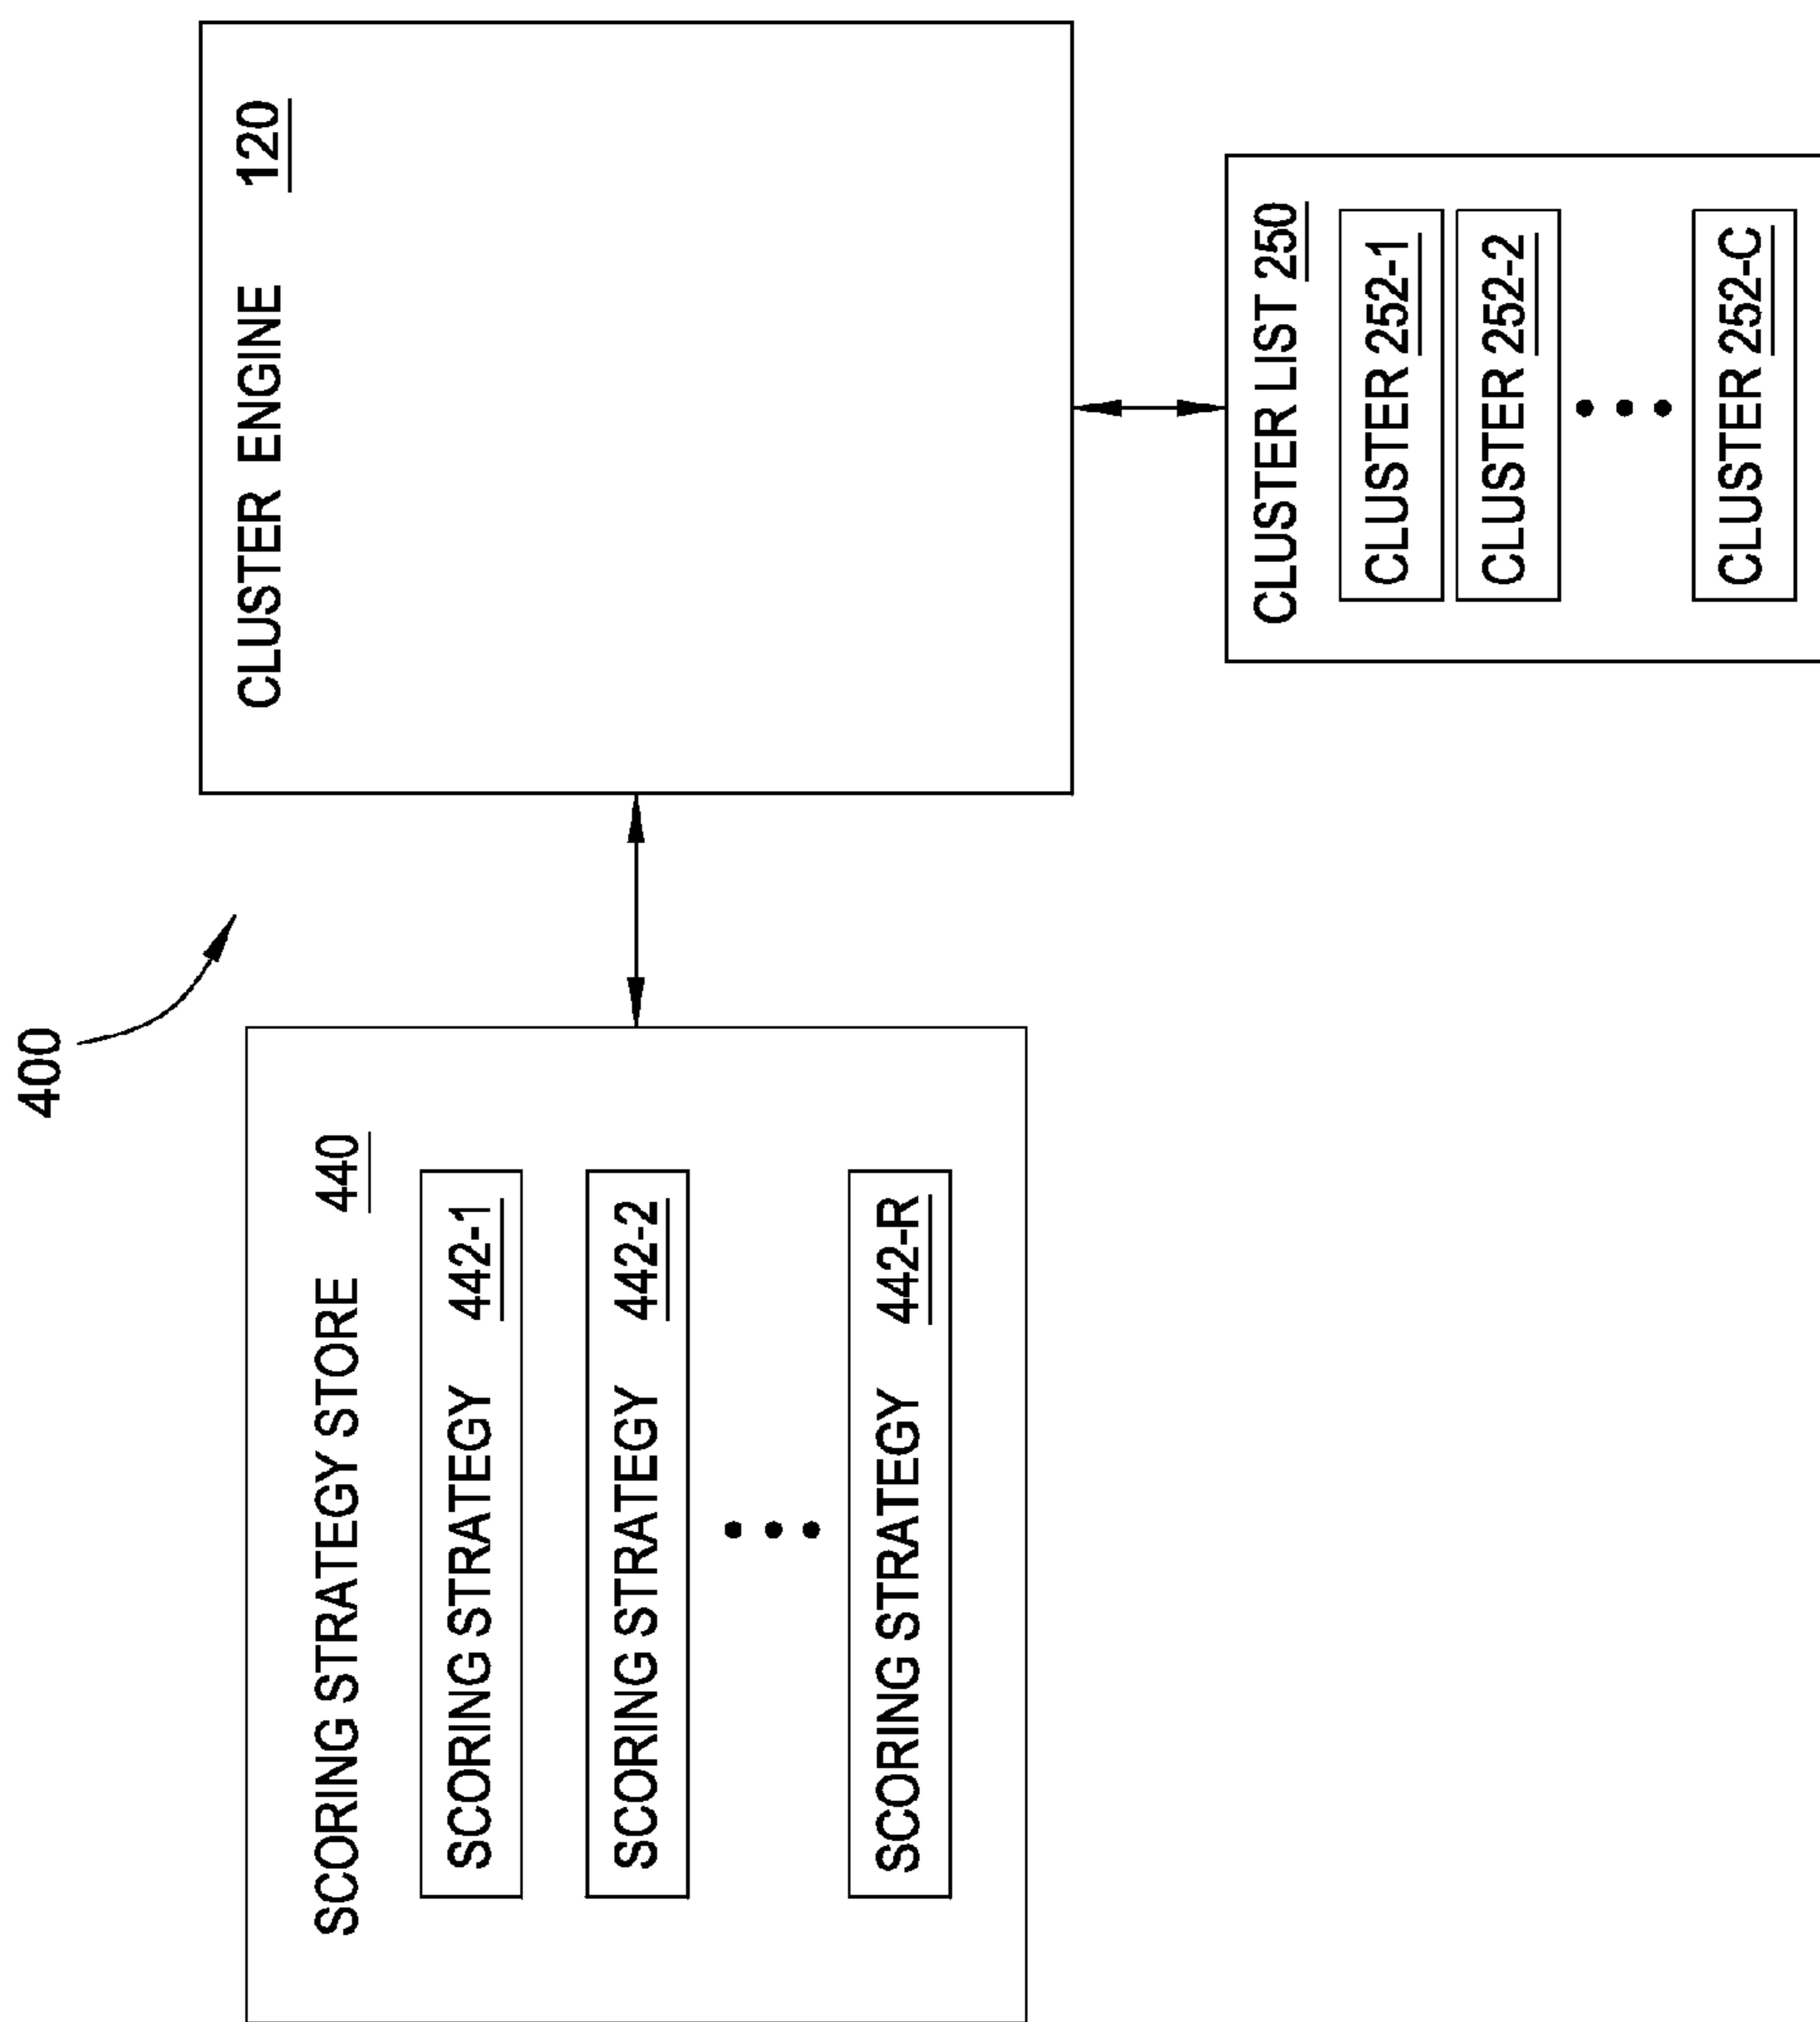 400
SCORING STRATEGY STORE 440
SCORING STRATEGY 442-1
SCORING STRATEGY 442-2
SCORING STRATEGY 442-R
CLUSTER ENGINE 120
CLUSTER LIST 250
CLUSTER 252-1
CLUSTER 252-2
CLUSTER 252-C